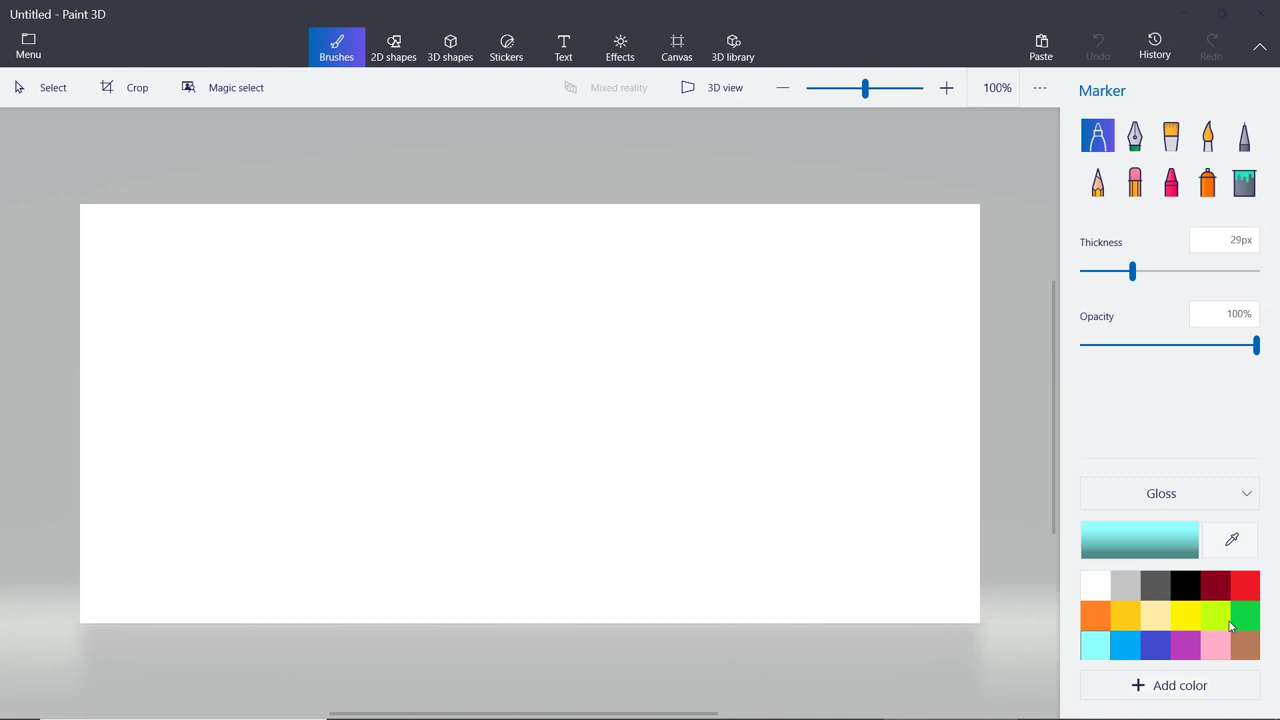 Untitled - Paint 3D
Menu
Brushes
2D shapes
3D shapes
Stickers
Text
Effects
Canvas
3D library
Paste
Undo
History
Redo
Select
Crop
Magic select
Mixed reality
3D view
100%
Marker
Thickness
29px
Opacity
100%
Gloss
Add color